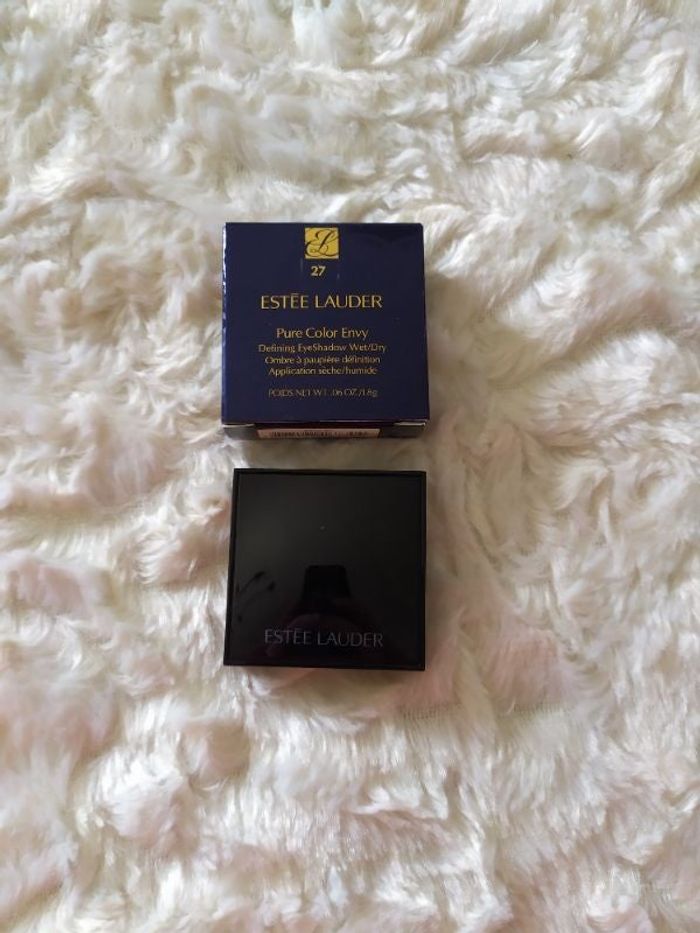 27
ESTĒE LAUDER
Pure Color Envy
Defining EyeShadow Wet/Dry
Ombre à paupière définition
Application sèche/humide
POIDS NET WT. .06 OZ./1.8g
ESTĒE LAUDER